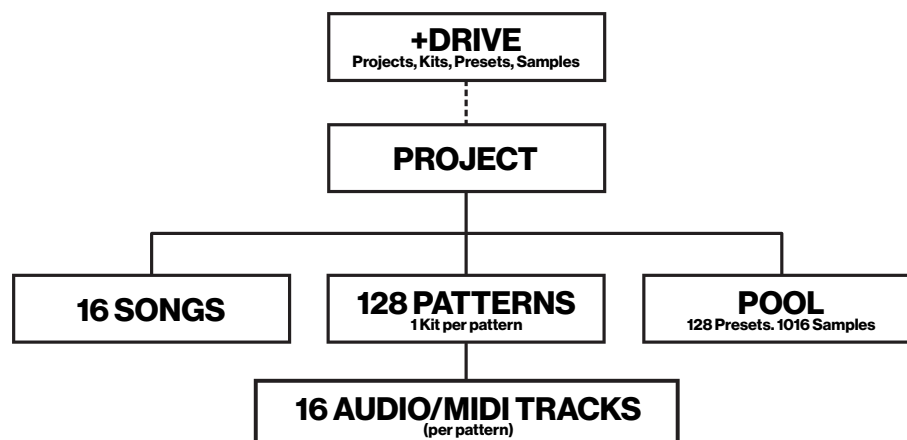 +DRIVE
Projects, Kits, Presets, Samples
PROJECT
16 SONGS
128 PATTERNS
1 Kit per pattern
POOL
128 Presets. 1016 Samples
16 AUDIO/MIDI TRACKS
(per pattern)